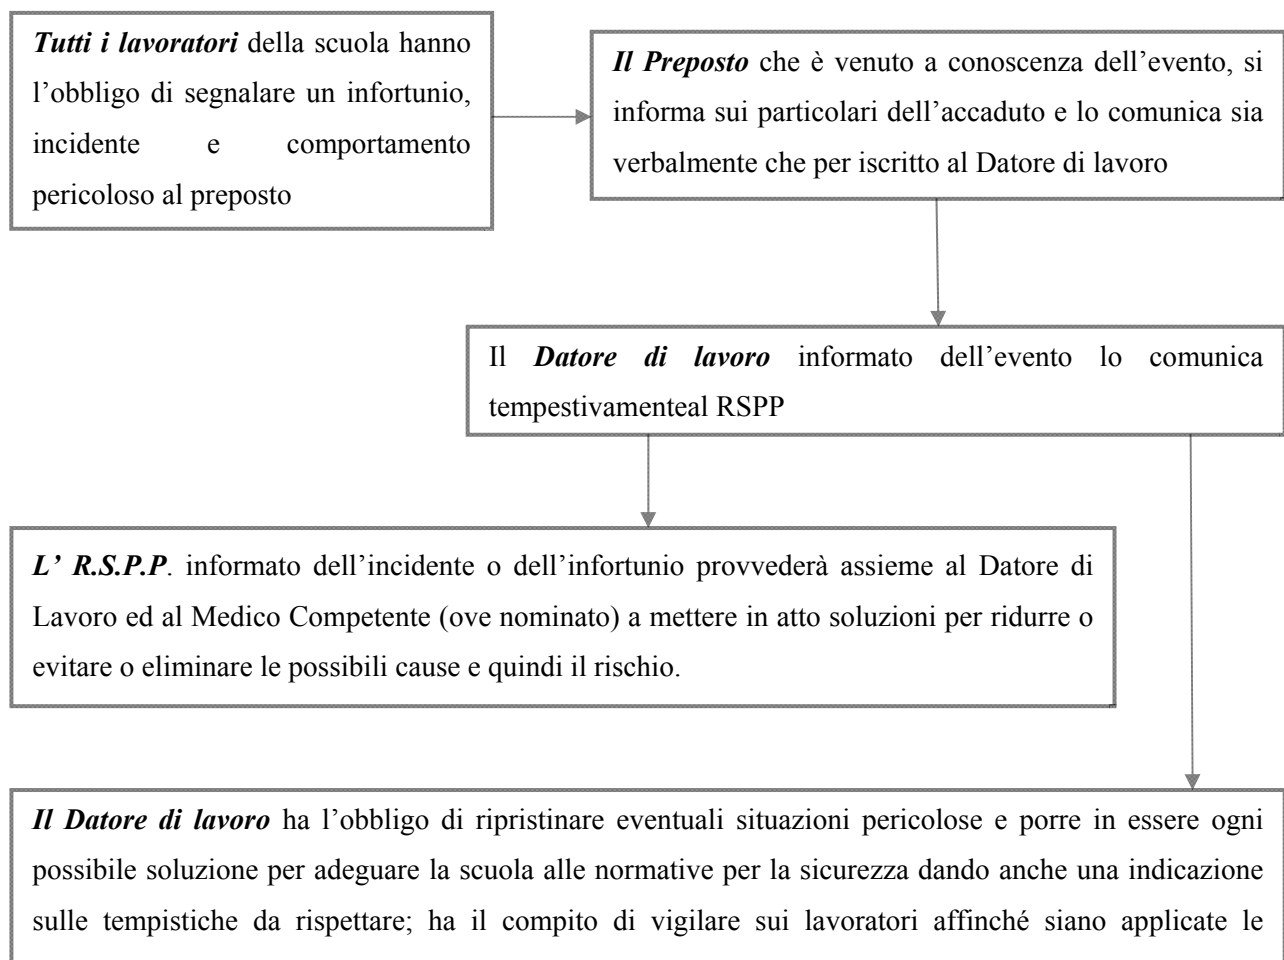 Tutti i lavoratori della scuola hanno
l’obbligo di segnalare un infortunio,
incidente e comportamento
pericoloso al preposto
Il Preposto che è venuto a conoscenza dell’evento, si
informa sui particolari dell’accaduto e lo comunica sia
verbalmente che per iscritto al Datore di lavoro
Il Datore di lavoro informato dell’evento lo comunica
tempestivamenteal RSPP
L’ R.S.P.P. informato dell’incidente o dell’infortunio provvederà assieme al Datore di
Lavoro ed al Medico Competente (ove nominato) a mettere in atto soluzioni per ridurre o
evitare o eliminare le possibili cause e quindi il rischio.
Il Datore di lavoro ha l’obbligo di ripristinare eventuali situazioni pericolose e porre in essere ogni
possibile soluzione per adeguare la scuola alle normative per la sicurezza dando anche una indicazione
sulle tempistiche da rispettare; ha il compito di vigilare sui lavoratori affinché siano applicate le